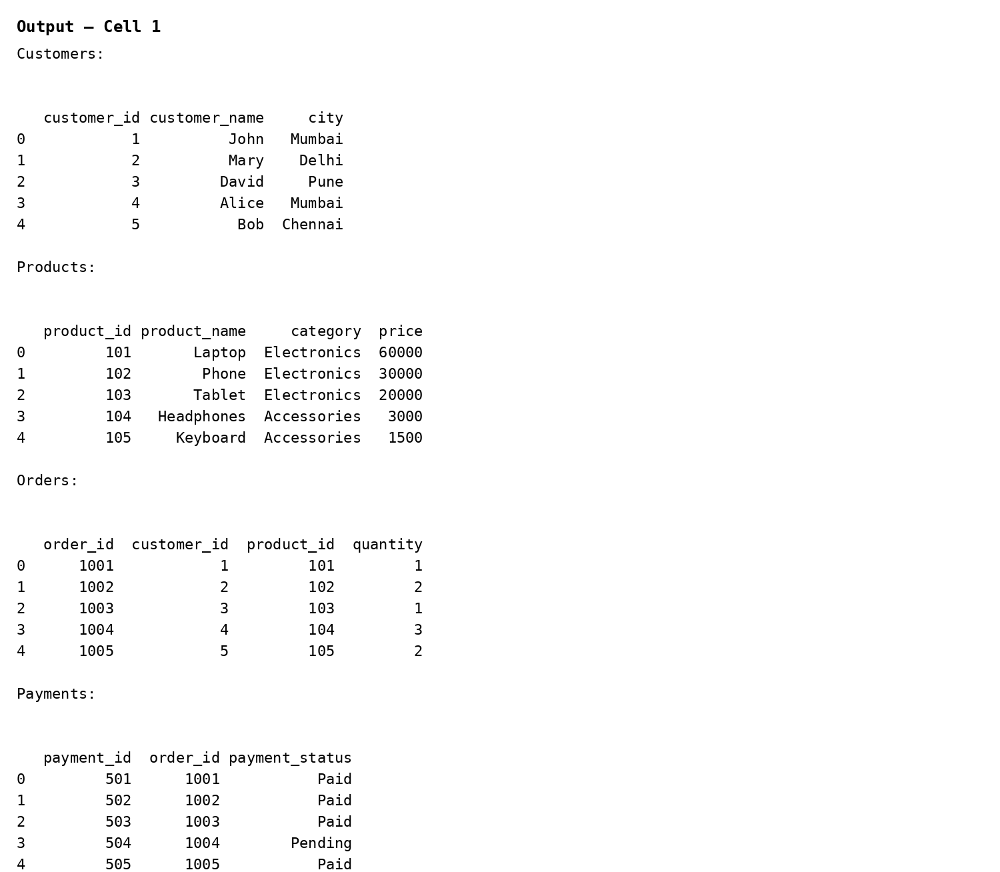 Output — Cell 1
Customers:
   customer_id customer_name     city
0            1          John   Mumbai
1            2          Mary    Delhi
2            3         David     Pune
3            4         Alice   Mumbai
4            5           Bob  Chennai
Products:
   product_id product_name     category  price
0         101       Laptop  Electronics  60000
1         102        Phone  Electronics  30000
2         103       Tablet  Electronics  20000
3         104   Headphones  Accessories   3000
4         105     Keyboard  Accessories   1500
Orders:
   order_id  customer_id  product_id  quantity
0      1001            1         101         1
1      1002            2         102         2
2      1003            3         103         1
3      1004            4         104         3
4      1005            5         105         2
Payments:
   payment_id  order_id payment_status
0         501      1001           Paid
1         502      1002           Paid
2         503      1003           Paid
3         504      1004        Pending
4         505      1005           Paid